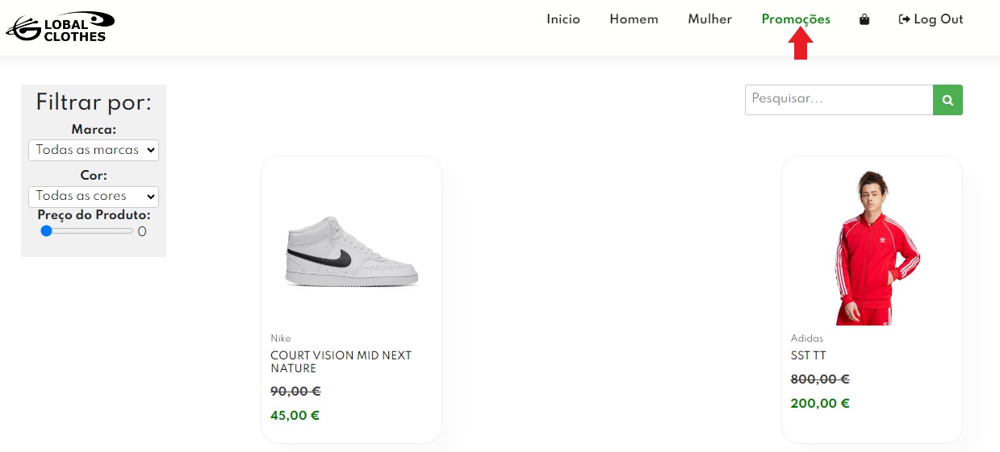 LOBAL
CLOTHES
Inicio
Homem
Mulher
Promoções
Log Out
Filtrar por:
Marca:
Todas as marcas
Cor:
Todas as cores
Preço do Produto:
0
Pesquisar...
Nike
COURT VISION MID NEXT
NATURE
90,00 €
45,00 €
Adidas
SST TT
800,00 €
200,00 €